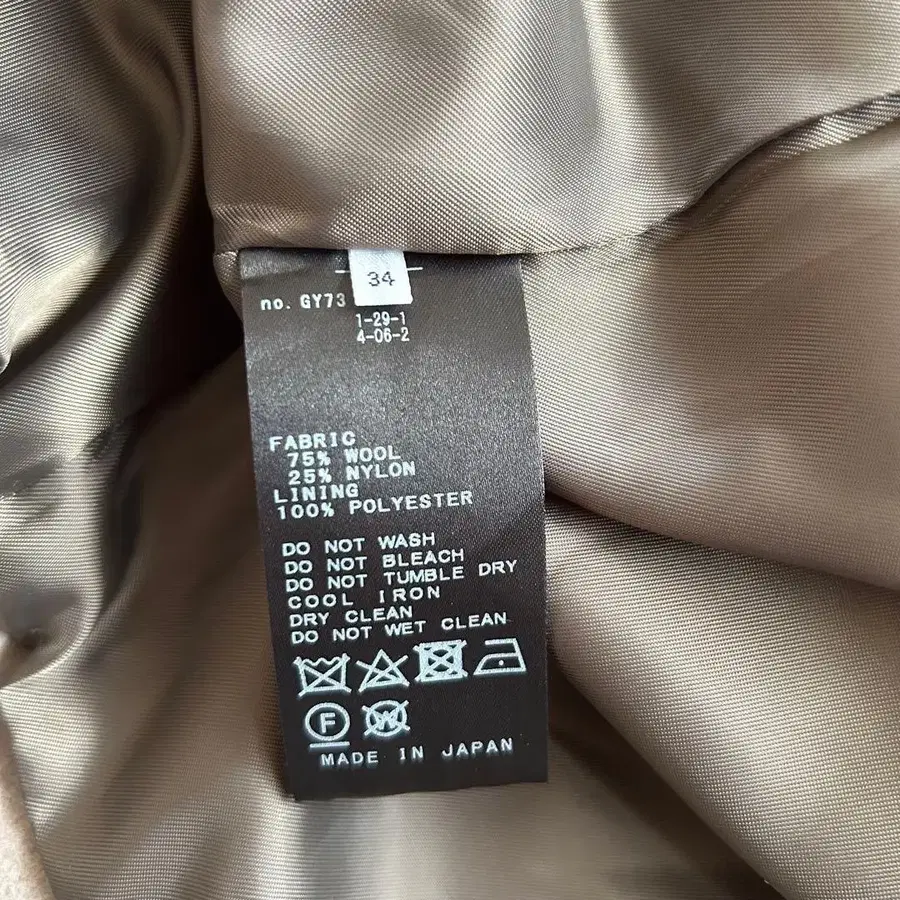 34
no. GY73
1-29-1
4-06-2
FABRIC
75% WOOL
25% NYLON
LINING
100% POLYESTER
DO NOT WASH
DO NOT BLEACH
DO NOT TUMBLE DRY
COOL IRON
DRY CLEAN
DO NOT WET CLEAN
F W
MADE IN JAPAN